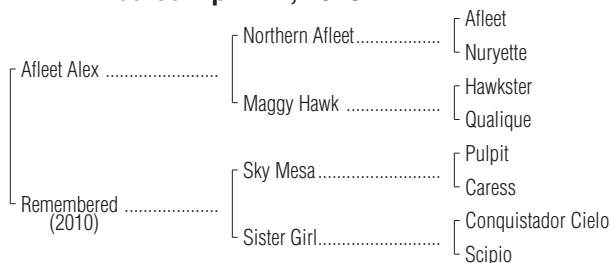 Northern Afleet
Afleet
Nuryette
Afleet Alex
Maggy Hawk
Hawkster
Qualique
Remembered
(2010)
Sky Mesa
Pulpit
Caress
Sister Girl
Conquistador Cielo
Scipio